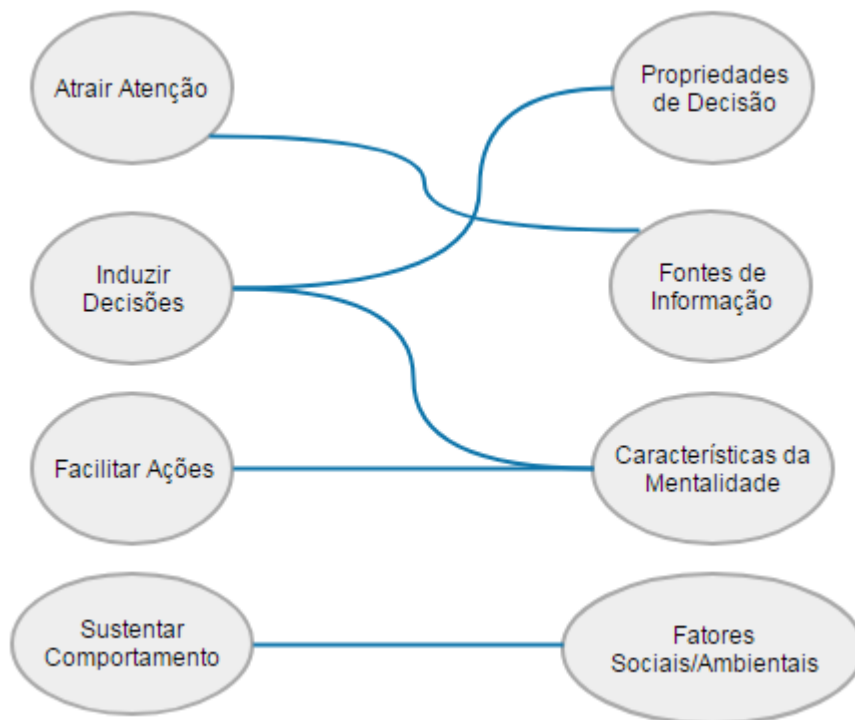 Atrair Atenção
Propriedades
de Decisão
Induzir
Decisões
Fontes de
Informação
Facilitar Ações
Características da
Mentalidade
Sustentar
Comportamento
Fatores
Sociais/Ambientais